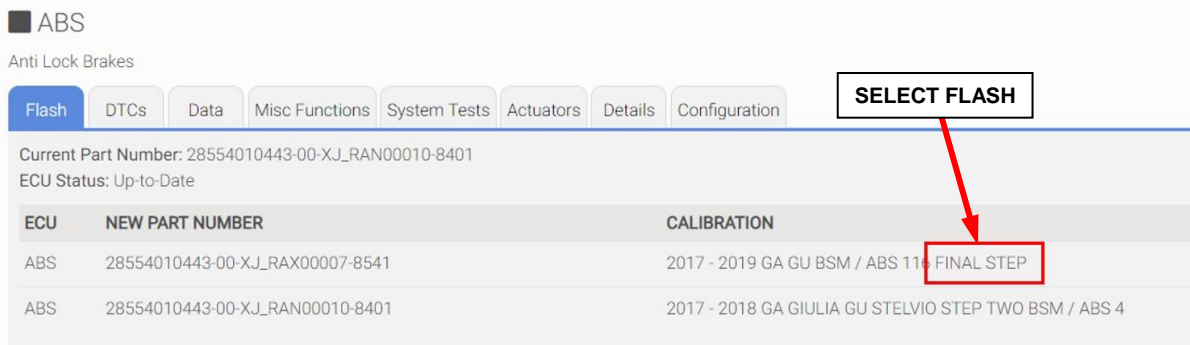 ABS
Anti Lock Brakes
Flash DTCs Data Misc Functions System Tests Actuators Details Configuration
SELECT FLASH
Current Part Number: 28554010443-00-XJ_RAN00010-8401
ECU Status: Up-to-Date
ECU NEW PART NUMBER CALIBRATION
ABS 28554010443-00-XJ_RAX00007-8541 2017 - 2019 GA GU BSM / ABS 116 FINAL STEP
ABS 28554010443-00-XJ_RAN00010-8401 2017 - 2018 GA GIULIA GU STELVIO STEP TWO BSM / ABS 4